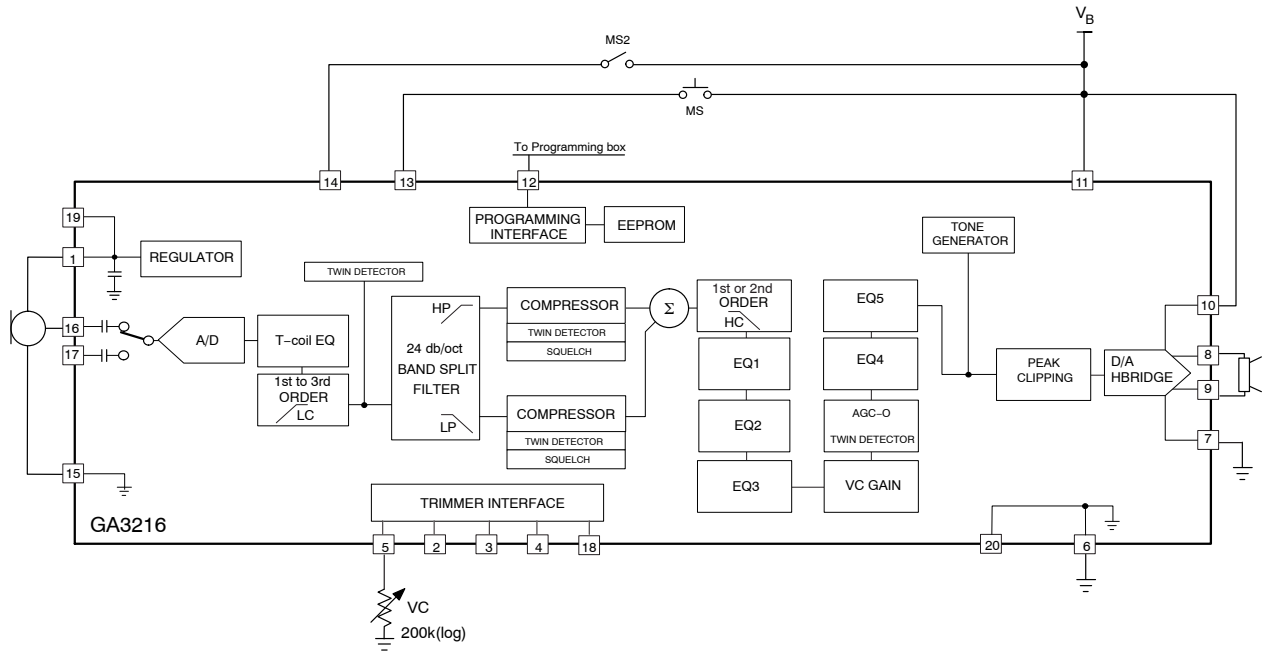 V_B
MS2
MS
To Programming box
14
13
12
11
19
1
REGULATOR
PROGRAMMING
INTERFACE
EEPROM
TONE
GENERATOR
TWIN DETECTOR
16
17
A/D
T−coil EQ
1st to 3rd
ORDER
LC
HP
24 db/oct
BAND SPLIT
FILTER
LP
COMPRESSOR
TWIN DETECTOR
SQUELCH
COMPRESSOR
TWIN DETECTOR
SQUELCH
Σ
1st or 2nd
ORDER
HC
EQ1
EQ2
EQ3
EQ5
EQ4
AGC−O
TWIN DETECTOR
VC GAIN
PEAK
CLIPPING
D/A
HBRIDGE
10
8
9
7
15
GA3216
TRIMMER INTERFACE
5
2
3
4
18
20
6
VC
200k(log)